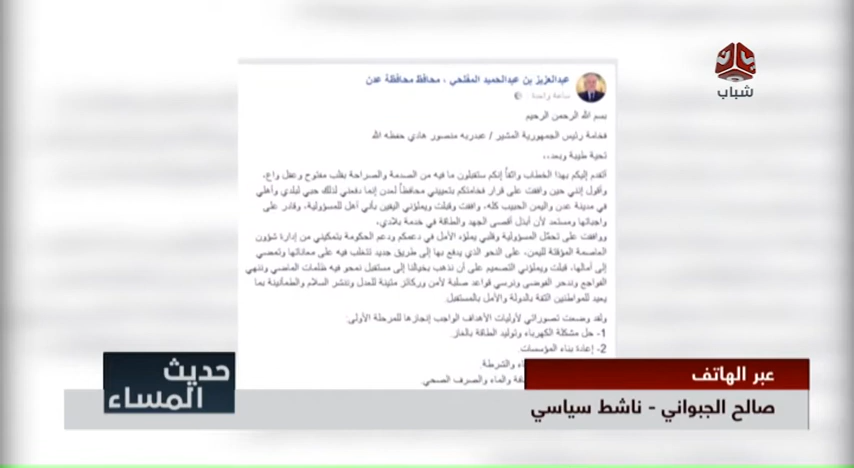 يمن
شباب
عبدالعزيز بن عبدالحميد المفلحي ، محافظ محافظة عدن
ساعة واحدة ·
بسم الله الرحمن الرحيم
فخامة رئيس الجمهورية المشير / عبدربه منصور هادي حفظه الله
تحية طيبة وبعد،،
أتقدم إليكم بهذا الخطاب واثقاً إنكم ستقبلون ما فيه من الصدمة والصراحة بقلب مفتوح وعقل واع،
وأقول إنني حين وافقت على قرار فخامتكم بتعييني محافظاً لعدن إنما دفعني لذلك حبي لبلدي وأهلي
في مدينة عدن واليمن الحبيب كله، وافقت وقبلت ويملؤني اليقين بأني أهل للمسؤولية، وقادر على
واجباتها ومستعد لأن أبذل أقصى الجهد والطاقة في خدمة بلادي.
ووافقت على تحمّل المسؤولية وقلبي يملؤه الأمل في دعمكم ودعم الحكومة بتمكيني من إدارة شؤون
العاصمة المؤقتة لليمن، على النحو الذي يدفع بها إلى طريق جديد تتغلب فيه على معاناتها وتمضي
إلى آمالها، قبلت ويملؤني التصميم على أن نذهب بخيالنا إلى مستقبل نمحو فيه ظلمات الماضي وننهي
الفواجع وندحر الفوضى ونرسي قواعد صلبة لأمن وركائز متينة للعدل وننشر السلام والطمأنينة بما
يعيد للمواطنين الثقة بالدولة والأمل بالمستقبل.
ولقد وضعت تصوراتي لأوليات الأهداف الواجب إنجازها للمرحلة الأولى:
1- حل مشكلة الكهرباء وتوليد الطاقة بالغاز.
2- إعادة بناء المؤسسات.
والشرطة.
والماء والصرف الصحي.
عبر الهاتف
صالح الجبواني - ناشط سياسي
حديث
المساء